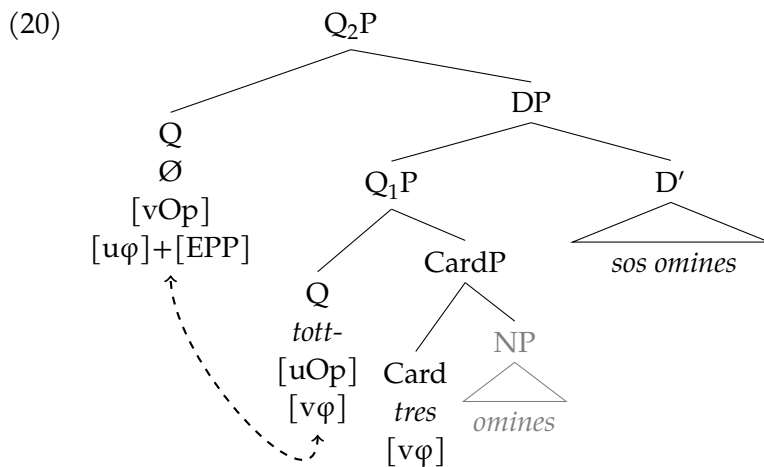 (20) Q₂P
DP
Q
Ø
[vOp]
[uφ]+[EPP]
Q₁P
D′
sos omines
Q
tott-
[uOp]
[vφ]
CardP
Card
tres
[vφ]
NP
omines